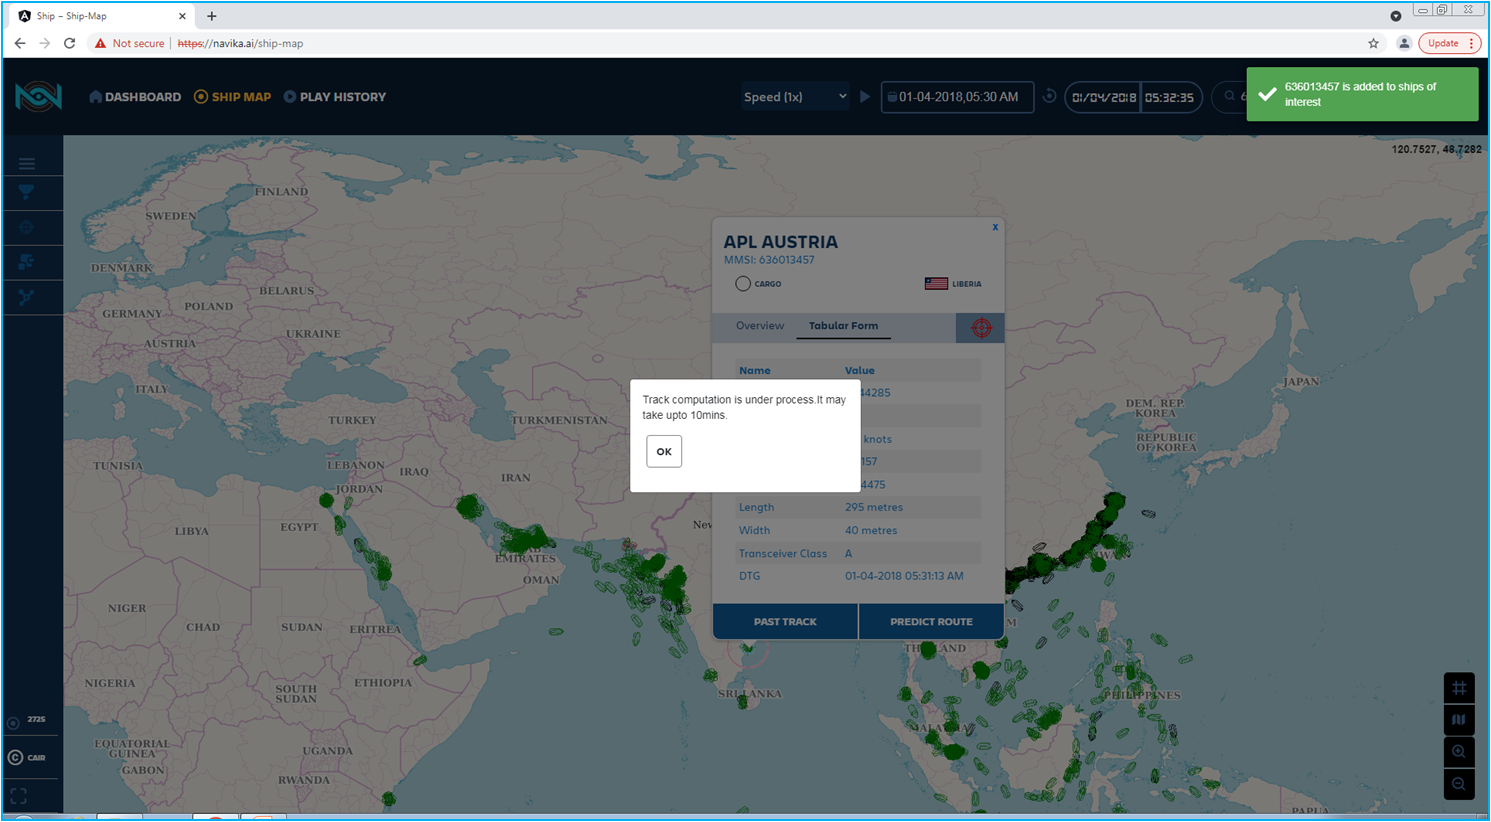 Ship – Ship-Map
Not secure
https://navika.ai/ship-map
Update
DASHBOARD
SHIP MAP
PLAY HISTORY
Speed (1x)
01-04-2018,05:30 AM
01/04/2018
05:32:35
636013457 is added to ships of
interest
120.7527, 48.7282
FINLAND
SWEDEN
DENMARK
BELARUS
POLAND
GERMANY
UKRAINE
AUSTRIA
ITALY
TURKEY
TURKMENISTAN
TUNISIA
LEBANON
IRAQ
JORDAN
IRAN
LIBYA
EGYPT
EMIRATES
OMAN
NIGER
CHAD
SUDAN
ERITREA
NIGERIA
SOUTH
SUDAN
ETHIOPIA
EQUATORIAL
GUINEA
GABON
UGANDA
RWANDA
New
SRI LANKA
JAPAN
DEM. REP.
KOREA
REPUBLIC
OF KOREA
THAILAND
PHILIPPINES
MALAYSIA
PAPUA
APL AUSTRIA
x
MMSI: 636013457
CARGO
LIBERIA
Overview
Tabular Form
Name Value
44285
knots
157
4475
Length 295 metres
Width 40 metres
Transceiver Class A
DTG 01-04-2018 05:31:13 AM
PAST TRACK
PREDICT ROUTE
Track computation is under process.It may
take upto 10mins.
OK
2725
© CAIR